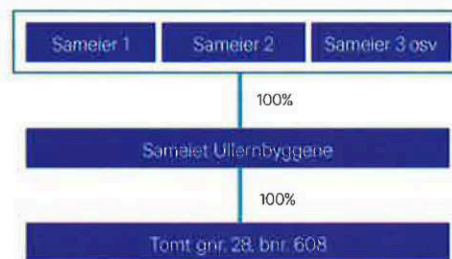 Sameier 1 Sameier 2 Sameier 3 osv
100%
Sameiet Ullernbyggene
100%
Tomt gnr. 28, bnr. 608